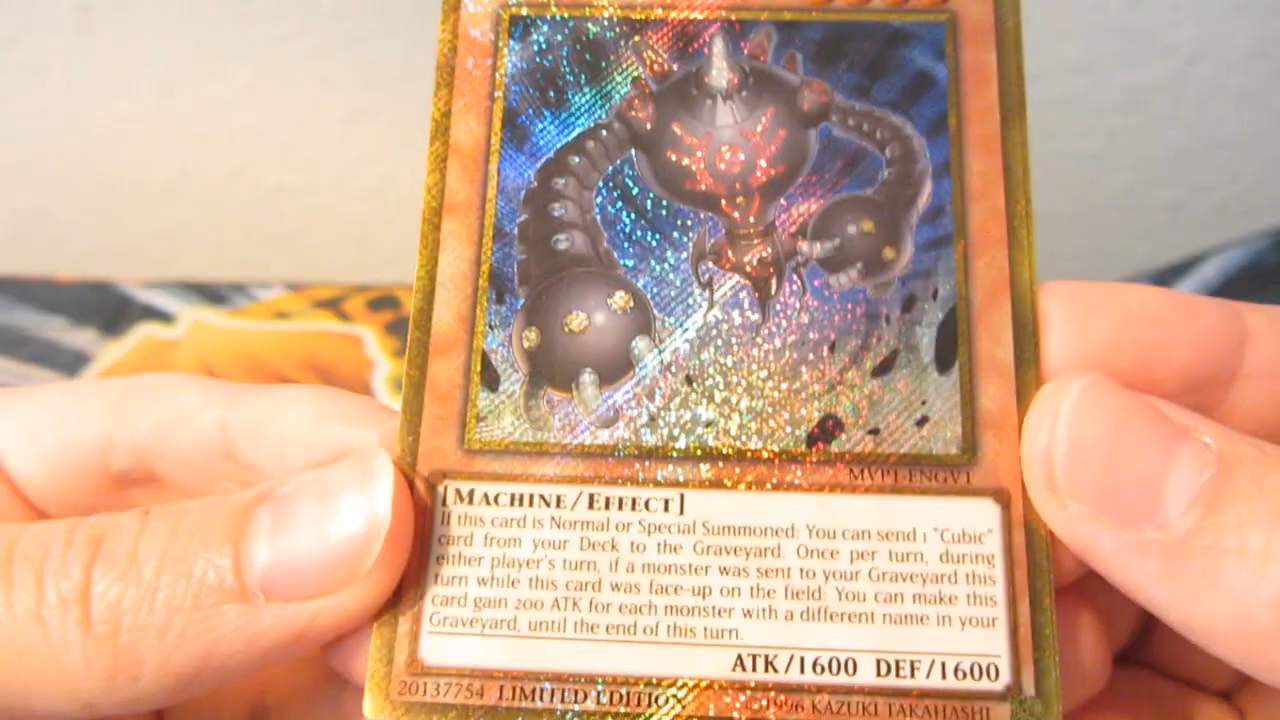 MVP1-ENGV1
[MACHINE/EFFECT]
If this card is Normal or Special Summoned: You can send 1 "Cubic"
card from your Deck to the Graveyard. Once per turn, during
either player's turn, if a monster was sent to your Graveyard this
turn while this card was face-up on the field: You can make this
card gain 200 ATK for each monster with a different name in your
Graveyard, until the end of this turn.
ATK/1600 DEF/1600
20137754 LIMITED EDITION ©1996 KAZUKI TAKAHASHI